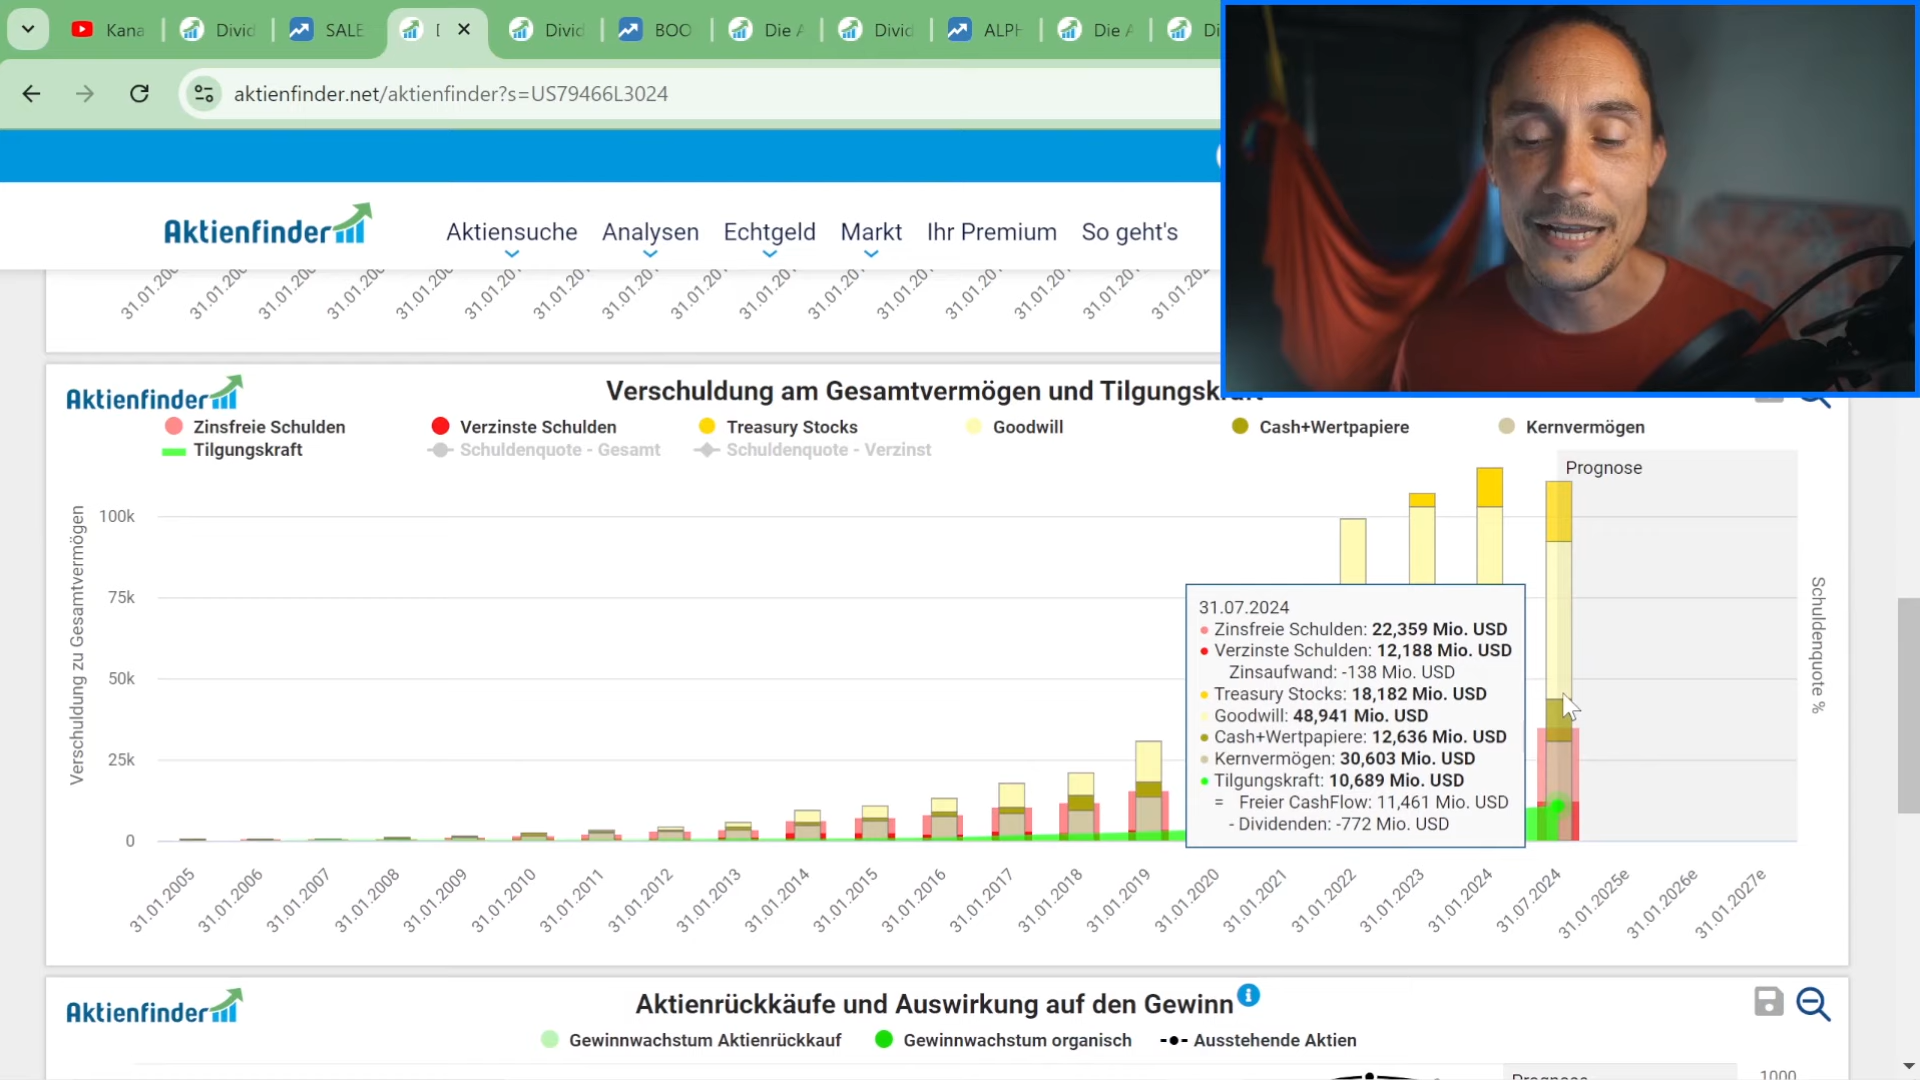 Kana
Divid
SALE
Divid
BOO
Die A
Divid
ALPH
Die A
Di
aktienfinder.net/aktienfinder?s=US79466L3024
Aktienfinder
Aktiensuche
Analysen
Echtgeld
Markt
Ihr Premium
So geht's
Aktienfinder
Verschuldung am Gesamtvermögen und Tilgungskraft
Zinsfreie Schulden
Verzinste Schulden
Treasury Stocks
Goodwill
Cash+Wertpapiere
Kernvermögen
Tilgungskraft
Schuldenquote - Gesamt
Schuldenquote - Verzinst
Prognose
Verschuldung zu Gesamtvermögen
100k
75k
50k
25k
0
Schuldenquote %
31.07.2024
Zinsfreie Schulden: 22,359 Mio. USD
Verzinste Schulden: 12,188 Mio. USD
Zinsaufwand: -138 Mio. USD
Treasury Stocks: 18,182 Mio. USD
Goodwill: 48,941 Mio. USD
Cash+Wertpapiere: 12,636 Mio. USD
Kernvermögen: 30,603 Mio. USD
Tilgungskraft: 10,689 Mio. USD
= Freier CashFlow: 11,461 Mio. USD
- Dividenden: -772 Mio. USD
31.01.2005
31.01.2006
31.01.2007
31.01.2008
31.01.2009
31.01.2010
31.01.2011
31.01.2012
31.01.2013
31.01.2014
31.01.2015
31.01.2016
31.01.2017
31.01.2018
31.01.2019
31.01.2020
31.01.2021
31.01.2022
31.01.2023
31.01.2024
31.07.2024
31.01.2025e
31.01.2026e
31.01.2027e
Aktienfinder
Aktienrückkäufe und Auswirkung auf den Gewinn
Gewinnwachstum Aktienrückkauf
Gewinnwachstum organisch
Ausstehende Aktien
Prognose
1000